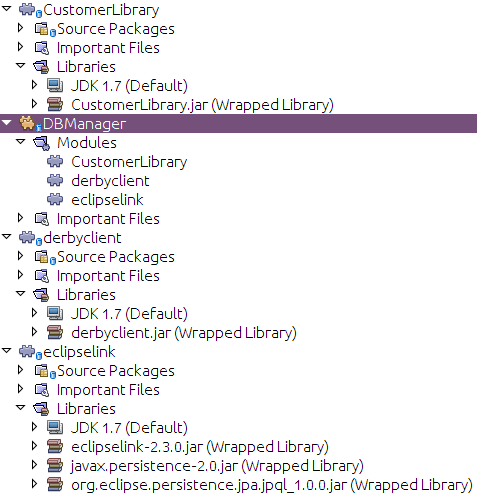 CustomerLibrary
Source Packages
Important Files
Libraries
JDK 1.7 (Default)
CustomerLibrary.jar (Wrapped Library)
DBManager
Modules
CustomerLibrary
derbyclient
eclipselink
Important Files
derbyclient
Source Packages
Important Files
Libraries
JDK 1.7 (Default)
derbyclient.jar (Wrapped Library)
eclipselink
Source Packages
Important Files
Libraries
JDK 1.7 (Default)
eclipselink-2.3.0.jar (Wrapped Library)
javax.persistence-2.0.jar (Wrapped Library)
org.eclipse.persistence.jpa.jpql_1.0.0.jar (Wrapped Library)